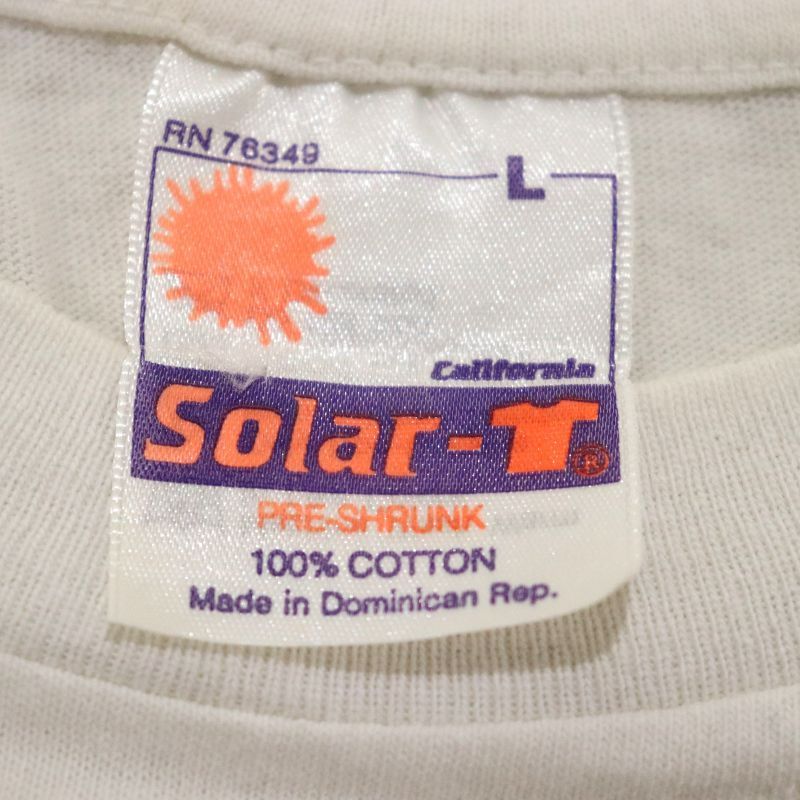 RN 76349
L
California
Solar-T®
PRE-SHRUNK
100% COTTON
Made in Dominican Rep.